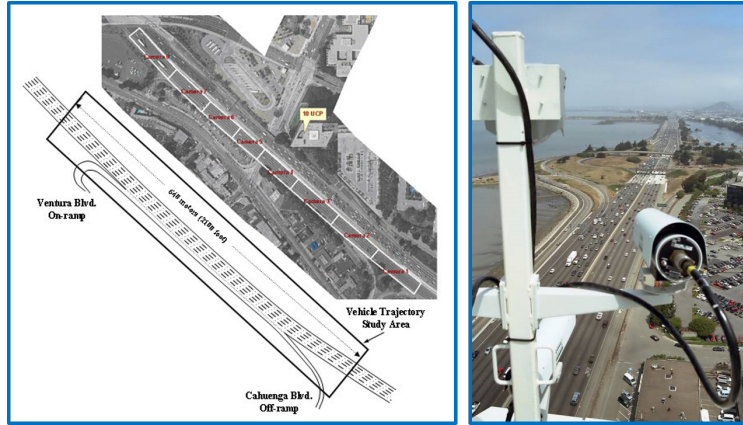 Camera 8
Camera 7
Camera 6
Camera 5
10 UCP
Camera 4
Camera 3
Camera 2
Camera 1
640 meters (2100 feet)
Ventura Blvd.
On-ramp
Vehicle Trajectory
Study Area
Cahuenga Blvd.
Off-ramp